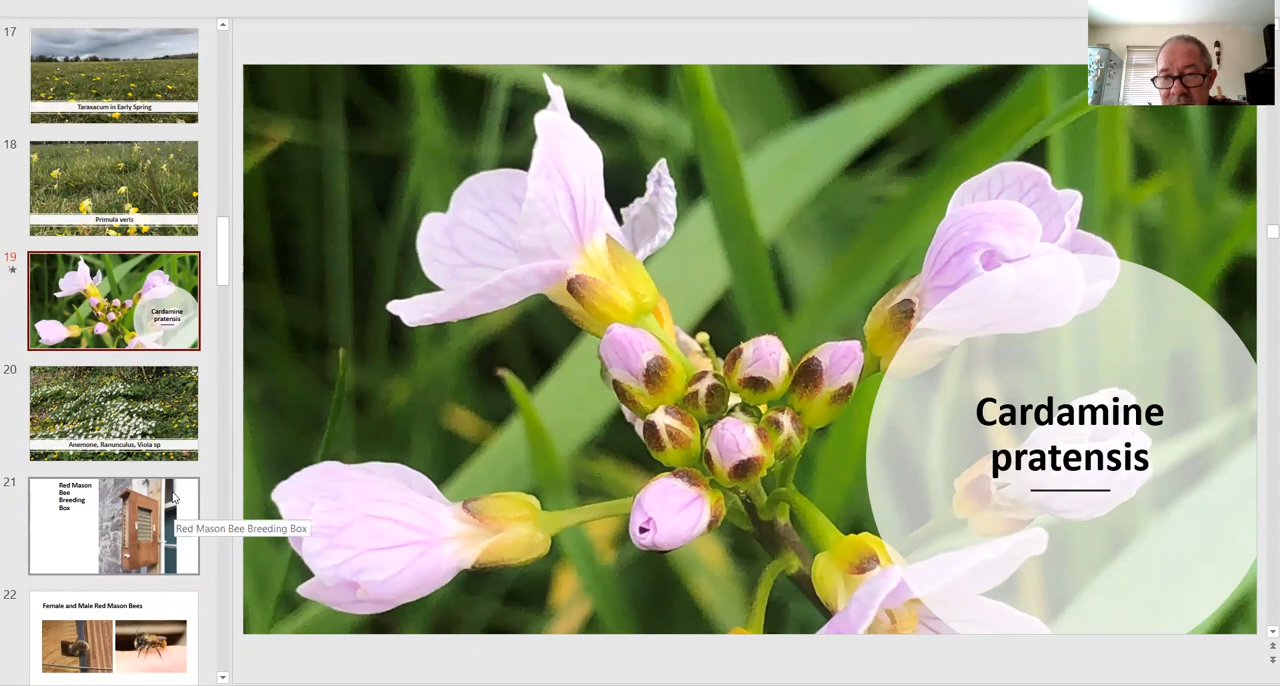 17
Taraxacum in Early Spring
18
Primula veris
19
Cardamine
pratensis
20
Anemone, Ranunculus, Viola sp
21
Red Mason
Bee
Breeding
Box
Red Mason Bee Breeding Box
22
Female and Male Red Mason Bees
Cardamine
pratensis